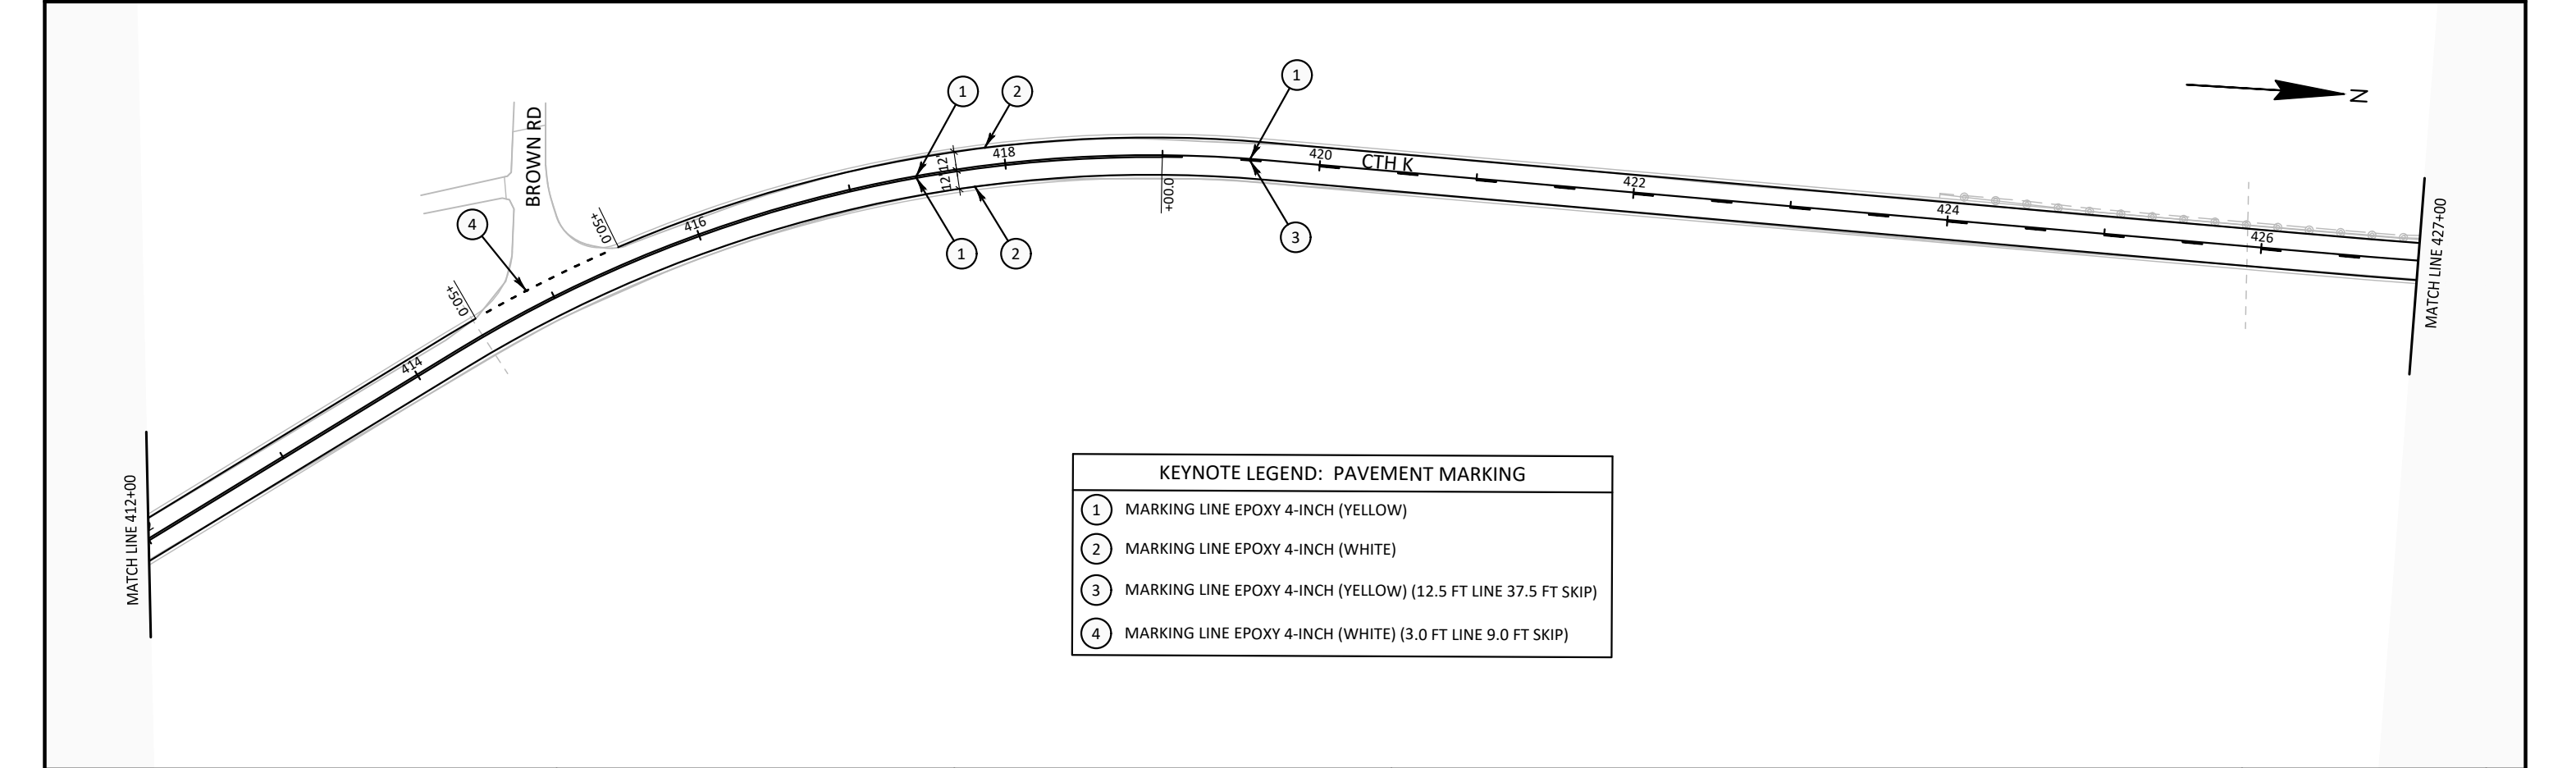 1
2
1
N
BROWN RD
12'
12'
418
420
CTH K
422
424
426
+00.0
4
+50.0
416
1
2
3
+50.0
414
MATCH LINE 412+00
MATCH LINE 427+00
KEYNOTE LEGEND: PAVEMENT MARKING
1 MARKING LINE EPOXY 4-INCH (YELLOW)
2 MARKING LINE EPOXY 4-INCH (WHITE)
3 MARKING LINE EPOXY 4-INCH (YELLOW) (12.5 FT LINE 37.5 FT SKIP)
4 MARKING LINE EPOXY 4-INCH (WHITE) (3.0 FT LINE 9.0 FT SKIP)